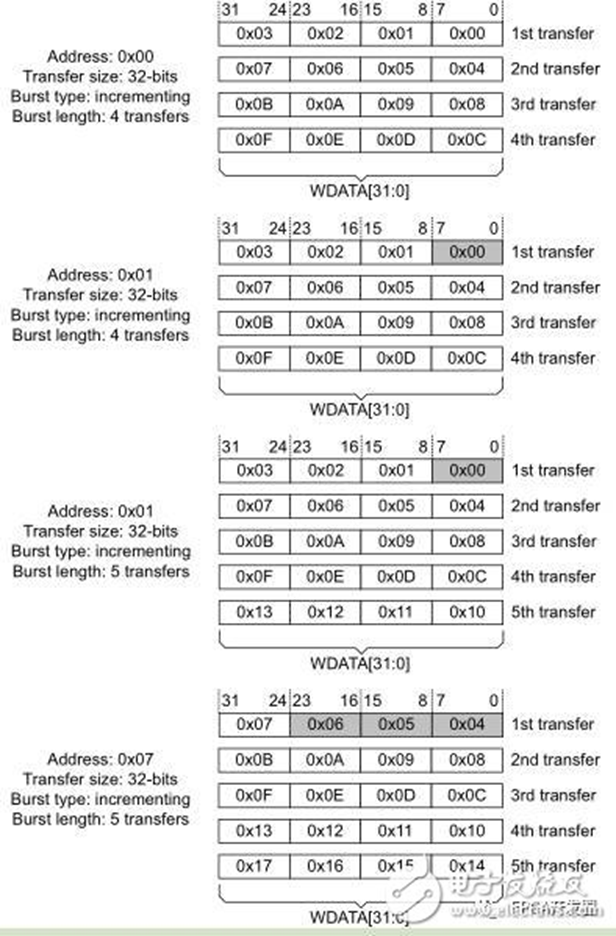 31 24 23 16 15 8 7 0
0x03 0x02 0x01 0x00 1st transfer
Address: 0x00
Transfer size: 32-bits
Burst type: incrementing
Burst length: 4 transfers
0x07 0x06 0x05 0x04 2nd transfer
0x0B 0x0A 0x09 0x08 3rd transfer
0x0F 0x0E 0x0D 0x0C 4th transfer
WDATA[31:0]
31 24 23 16 15 8 7 0
0x03 0x02 0x01 0x00 1st transfer
Address: 0x01
Transfer size: 32-bits
Burst type: incrementing
Burst length: 4 transfers
0x07 0x06 0x05 0x04 2nd transfer
0x0B 0x0A 0x09 0x08 3rd transfer
0x0F 0x0E 0x0D 0x0C 4th transfer
WDATA[31:0]
31 24 23 16 15 8 7 0
0x03 0x02 0x01 0x00 1st transfer
Address: 0x01
Transfer size: 32-bits
Burst type: incrementing
Burst length: 5 transfers
0x07 0x06 0x05 0x04 2nd transfer
0x0B 0x0A 0x09 0x08 3rd transfer
0x0F 0x0E 0x0D 0x0C 4th transfer
0x13 0x12 0x11 0x10 5th transfer
WDATA[31:0]
31 24 23 16 15 8 7 0
0x07 0x06 0x05 0x04 1st transfer
Address: 0x07
Transfer size: 32-bits
Burst type: incrementing
Burst length: 5 transfers
0x0B 0x0A 0x09 0x08 2nd transfer
0x0F 0x0E 0x0D 0x0C 3rd transfer
0x13 0x12 0x11 0x10 4th transfer
0x17 0x16 0x15 0x14 5th transfer
WDATA[31:0]
电子发烧友
www.elecfans.com